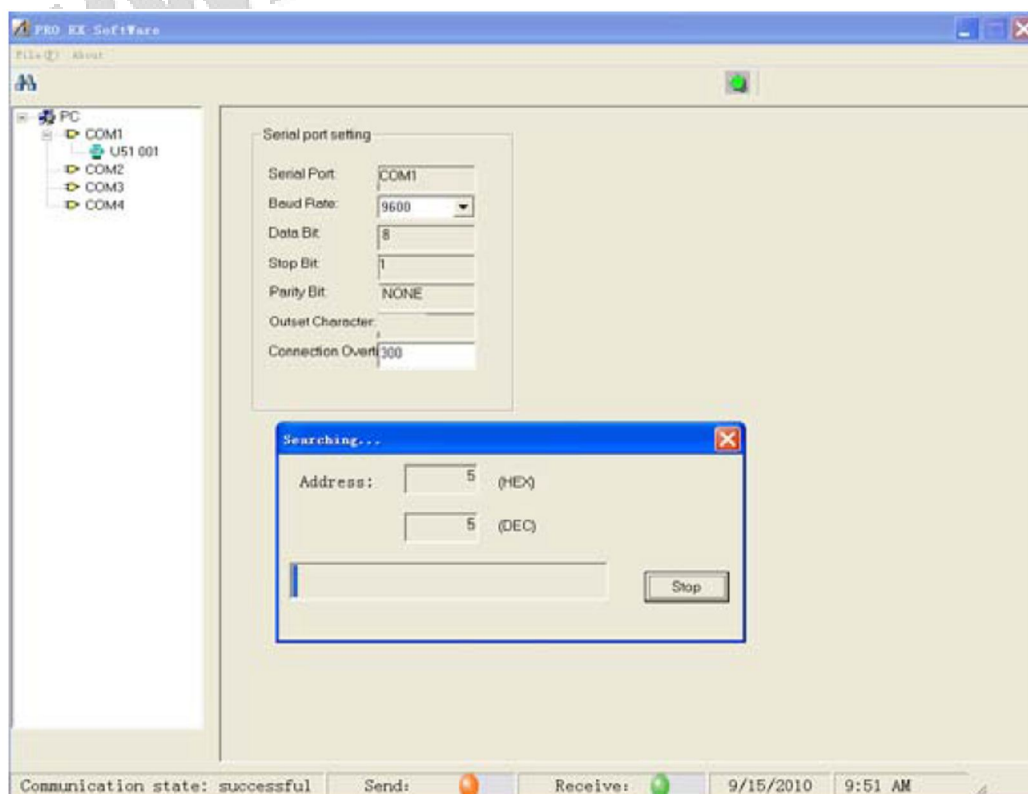 PRO EX SoftWare
File(F) About
PC
COM1
U51 001
COM2
COM3
COM4
Serial port setting
Serial Port: COM1
Baud Rate: 9600
Data Bit: 8
Stop Bit: 1
Parity Bit: NONE
Outset Character:
Connection Overti 300
Searching...
Address: 5 (HEX)
5 (DEC)
Stop
Communication state: successful Send: Receive: 9/15/2010 9:51 AM